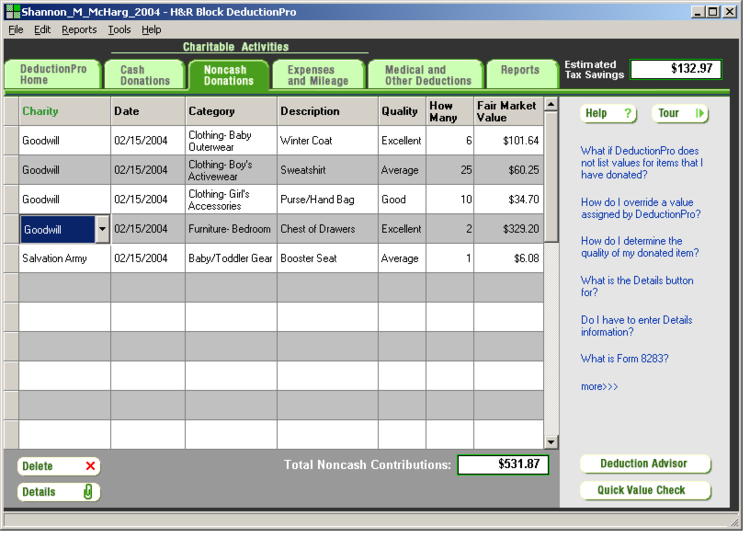 Shannon_M_McHarg_2004 - H&R Block DeductionPro
File Edit Reports Tools Help
Charitable Activities
DeductionPro
Home
Cash
Donations
Noncash
Donations
Expenses
and Mileage
Medical and
Other Deductions
Reports
Estimated
Tax Savings
$132.97
Charity Date Category Description Quality How
Many Fair Market
Value
Goodwill 02/15/2004 Clothing- Baby
Outerwear Winter Coat Excellent 6 $101.64
Goodwill 02/15/2004 Clothing- Boy's
Activewear Sweatshirt Average 25 $60.25
Goodwill 02/15/2004 Clothing- Girl's
Accessories Purse/Hand Bag Good 10 $34.70
Goodwill 02/15/2004 Furniture- Bedroom Chest of Drawers Excellent 2 $329.20
Salvation Army 02/15/2004 Baby/Toddler Gear Booster Seat Average 1 $6.08
Help ?
Tour
What if DeductionPro does
not list values for items that I
have donated?
How do I override a value
assigned by DeductionPro?
How do I determine the
quality of my donated item?
What is the Details button
for?
Do I have to enter Details
information?
What is Form 8283?
more>>>
Delete
Details
Total Noncash Contributions: $531.87
Deduction Advisor
Quick Value Check